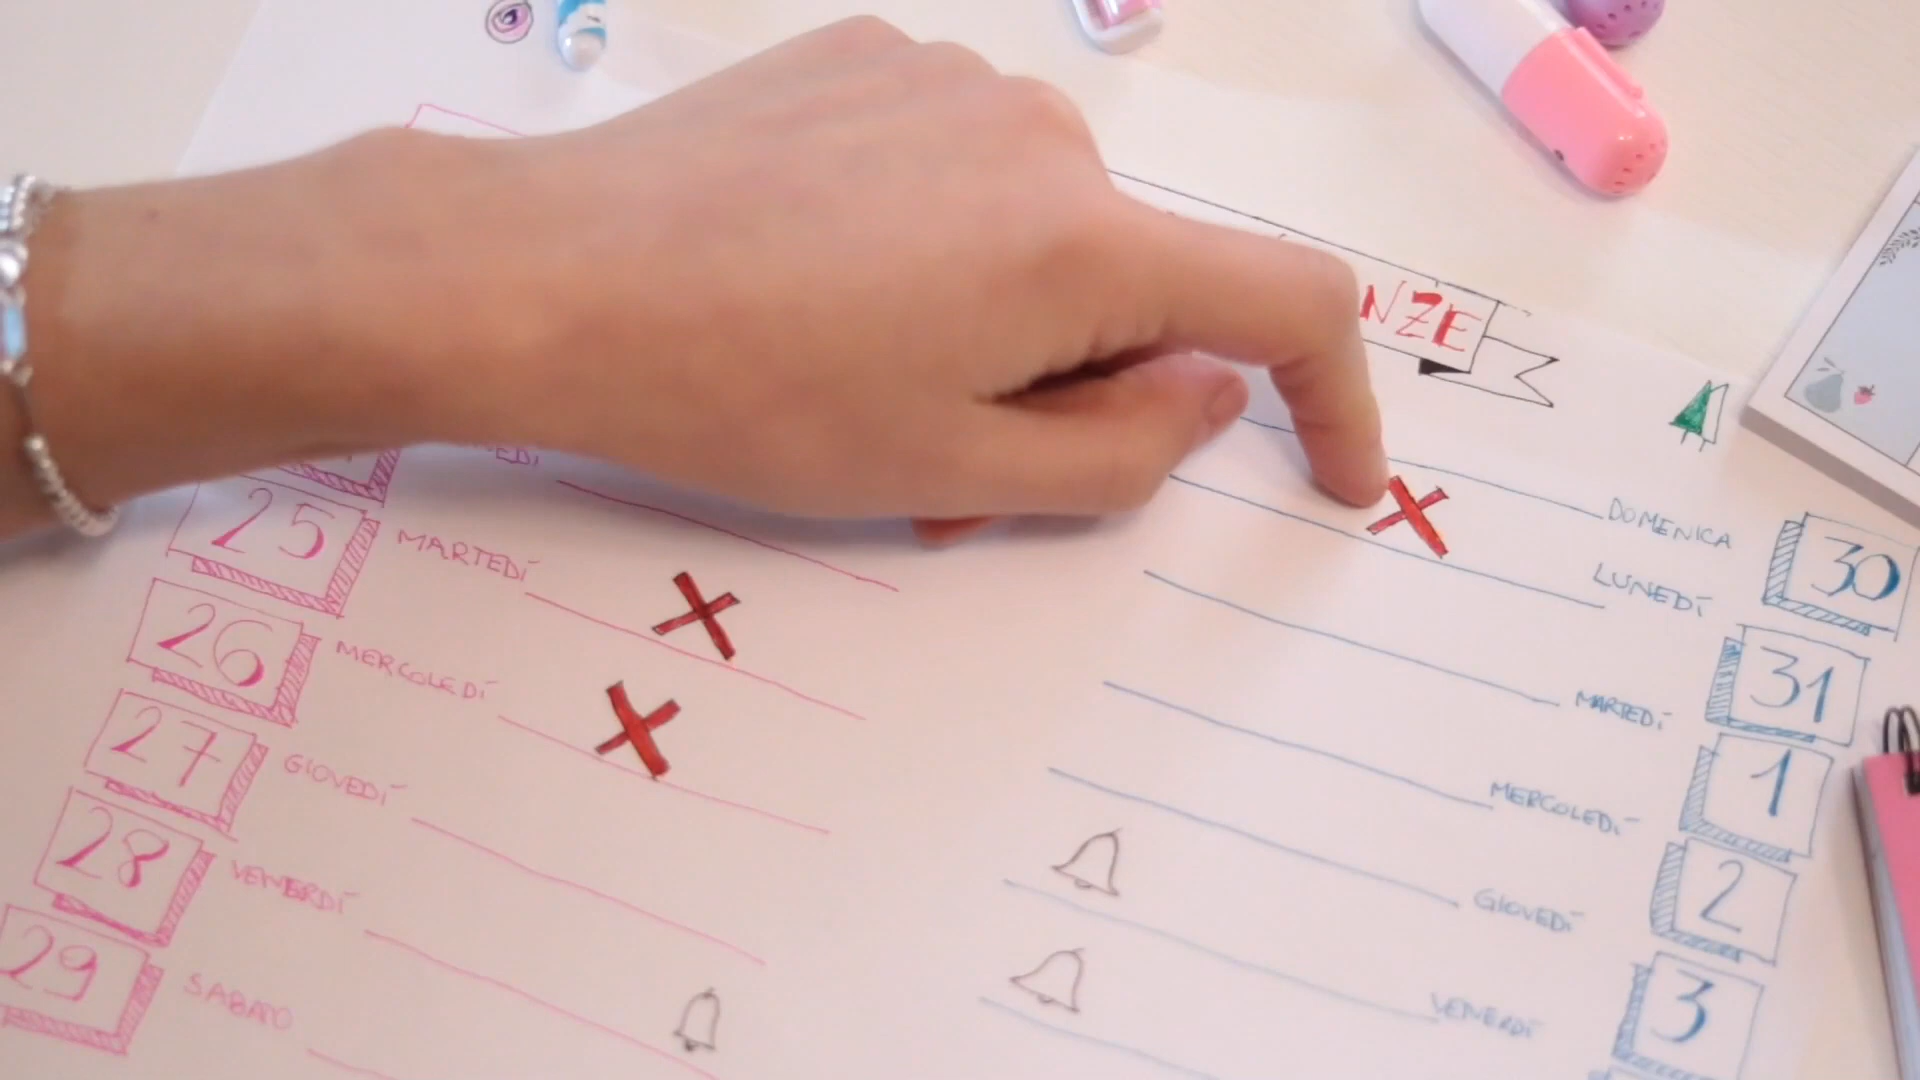 NZE
EDÌ
25 MARTEDÌ
26 MERCOLEDÌ
27 GIOVEDÌ
28 VENERDÌ
29 SABATO
DOMENICA 30
LUNEDÌ 31
MARTEDÌ 1
MERCOLEDÌ 2
GIOVEDÌ 3
VENERDÌ